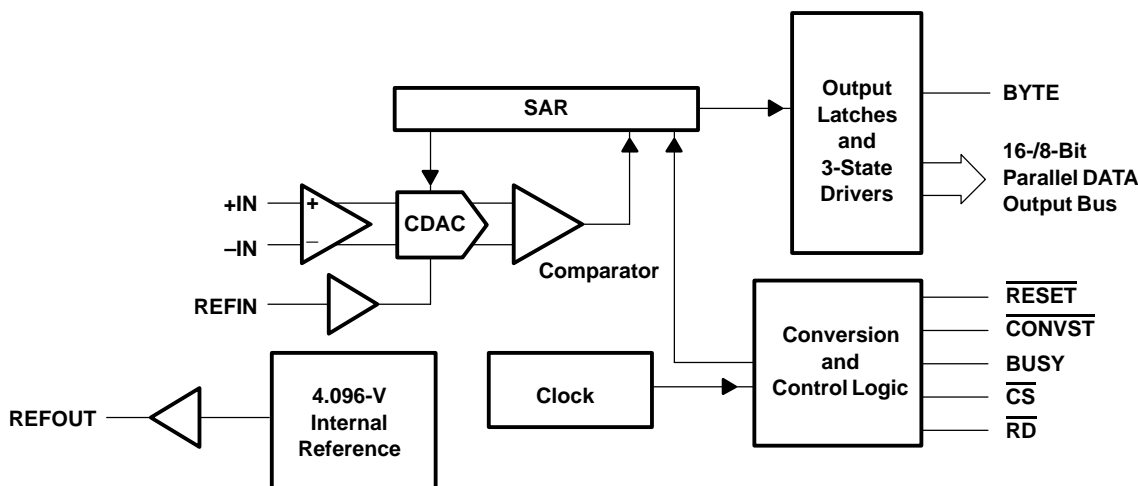 SAR
Output
Latches
and
3-State
Drivers
BYTE
16-/8-Bit
Parallel DATA
Output Bus
+IN
–IN
+
–
CDAC
Comparator
REFIN
REFOUT
4.096-V
Internal
Reference
Clock
Conversion
and
Control Logic
RESET
CONVST
BUSY
CS
RD